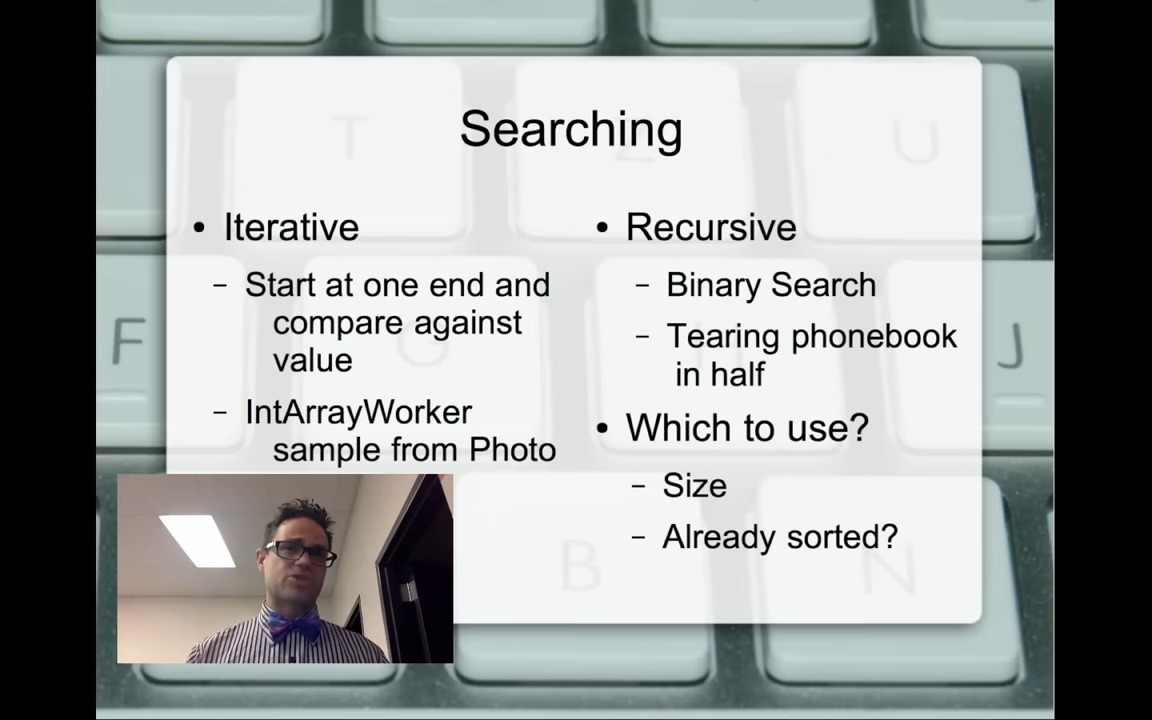 Searching
• Iterative
– Start at one end and
compare against
value
– IntArrayWorker
sample from Photo
• Recursive
– Binary Search
– Tearing phonebook
in half
• Which to use?
– Size
– Already sorted?
T
Z
U
F
G
J
B
N